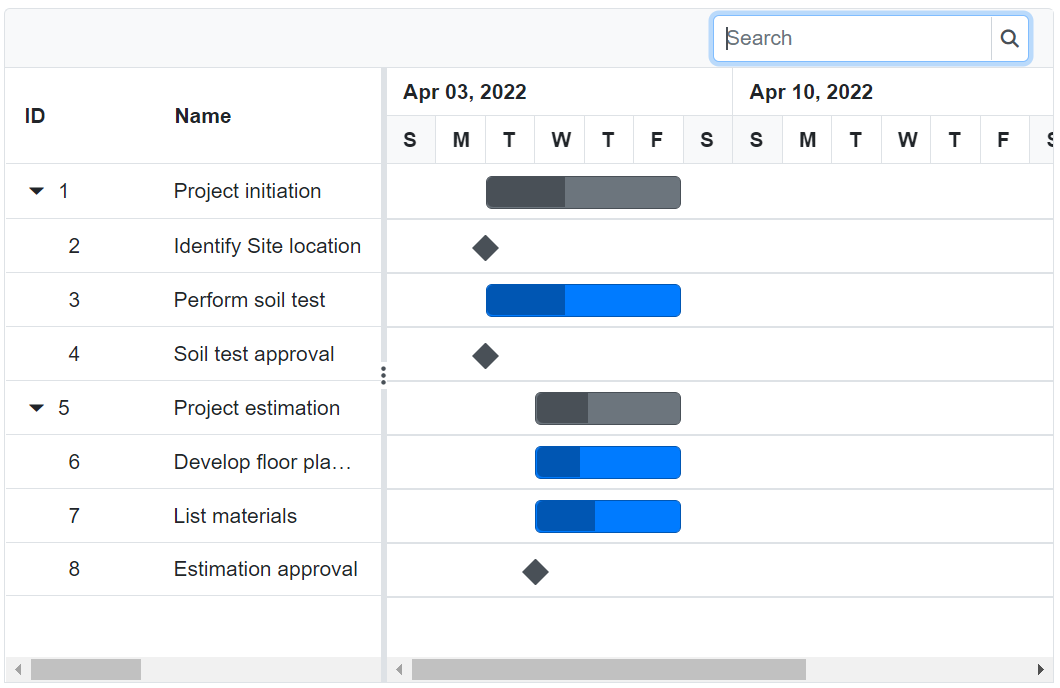 Search
ID Name
Apr 03, 2022 Apr 10, 2022
S M T W T F S S M T W T F S
1 Project initiation
2 Identify Site location
3 Perform soil test
4 Soil test approval
5 Project estimation
6 Develop floor pla…
7 List materials
8 Estimation approval